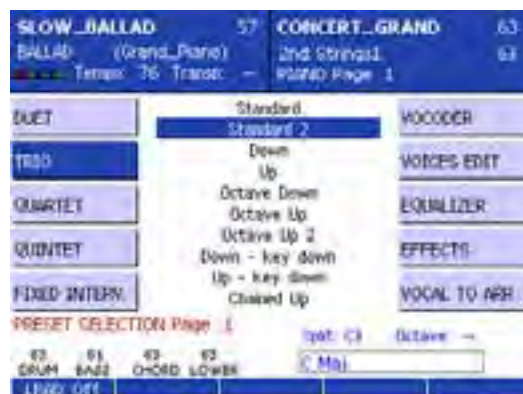 SLOW_BALLAD 57
BALLAD (Grand_Piano)
Tempo: 76 Transp: -
CONCERT_GRAND 63
2nd Strings1 63
PIANO Page 1
DUET
TRIO
QUARTET
QUINTET
FIXED INTERV.
Standard
Standard 2
Down
Up
Octave Down
Octave Up
Octave Up 2
Down - key down
Up - key down
Chained Up
VOCODER
VOICES EDIT
EQUALIZER
EFFECTS
VOCAL TO ARR.
PRESET SELECTION Page 1
Split: C3 Octave: --
63 61 63 63
DRUM BASS CHORD LOWER
C Maj
LEAD: Off